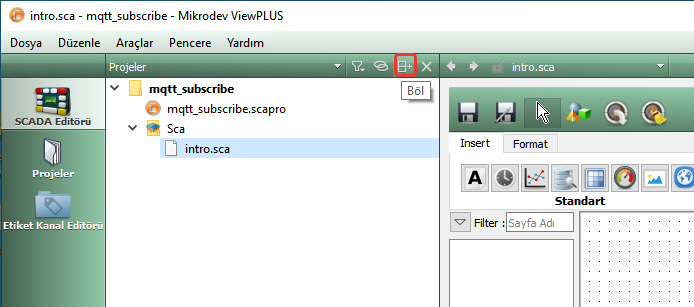 intro.sca - mqtt_subscribe - Mikrodev ViewPLUS
Dosya Düzenle Araçlar Pencere Yardım
Projeler
intro.sca
Böl
SCADA Editörü
Projeler
Etiket Kanal Editörü
mqtt_subscribe
mqtt_subscribe.scapro
Sca
intro.sca
Insert Format
A
Standart
Filter : Sayfa Adı